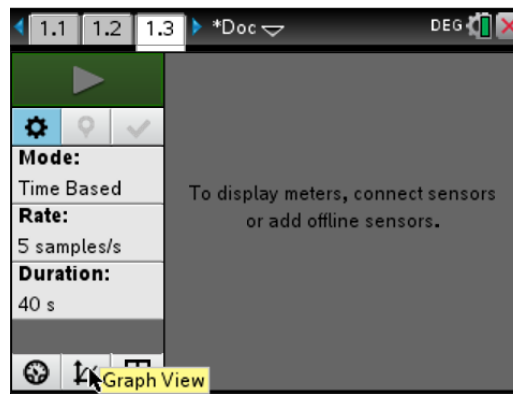 1.1 1.2 1.3 *Doc DEG
Mode:
Time Based
Rate:
5 samples/s
Duration:
40 s
To display meters, connect sensors
or add offline sensors.
Graph View